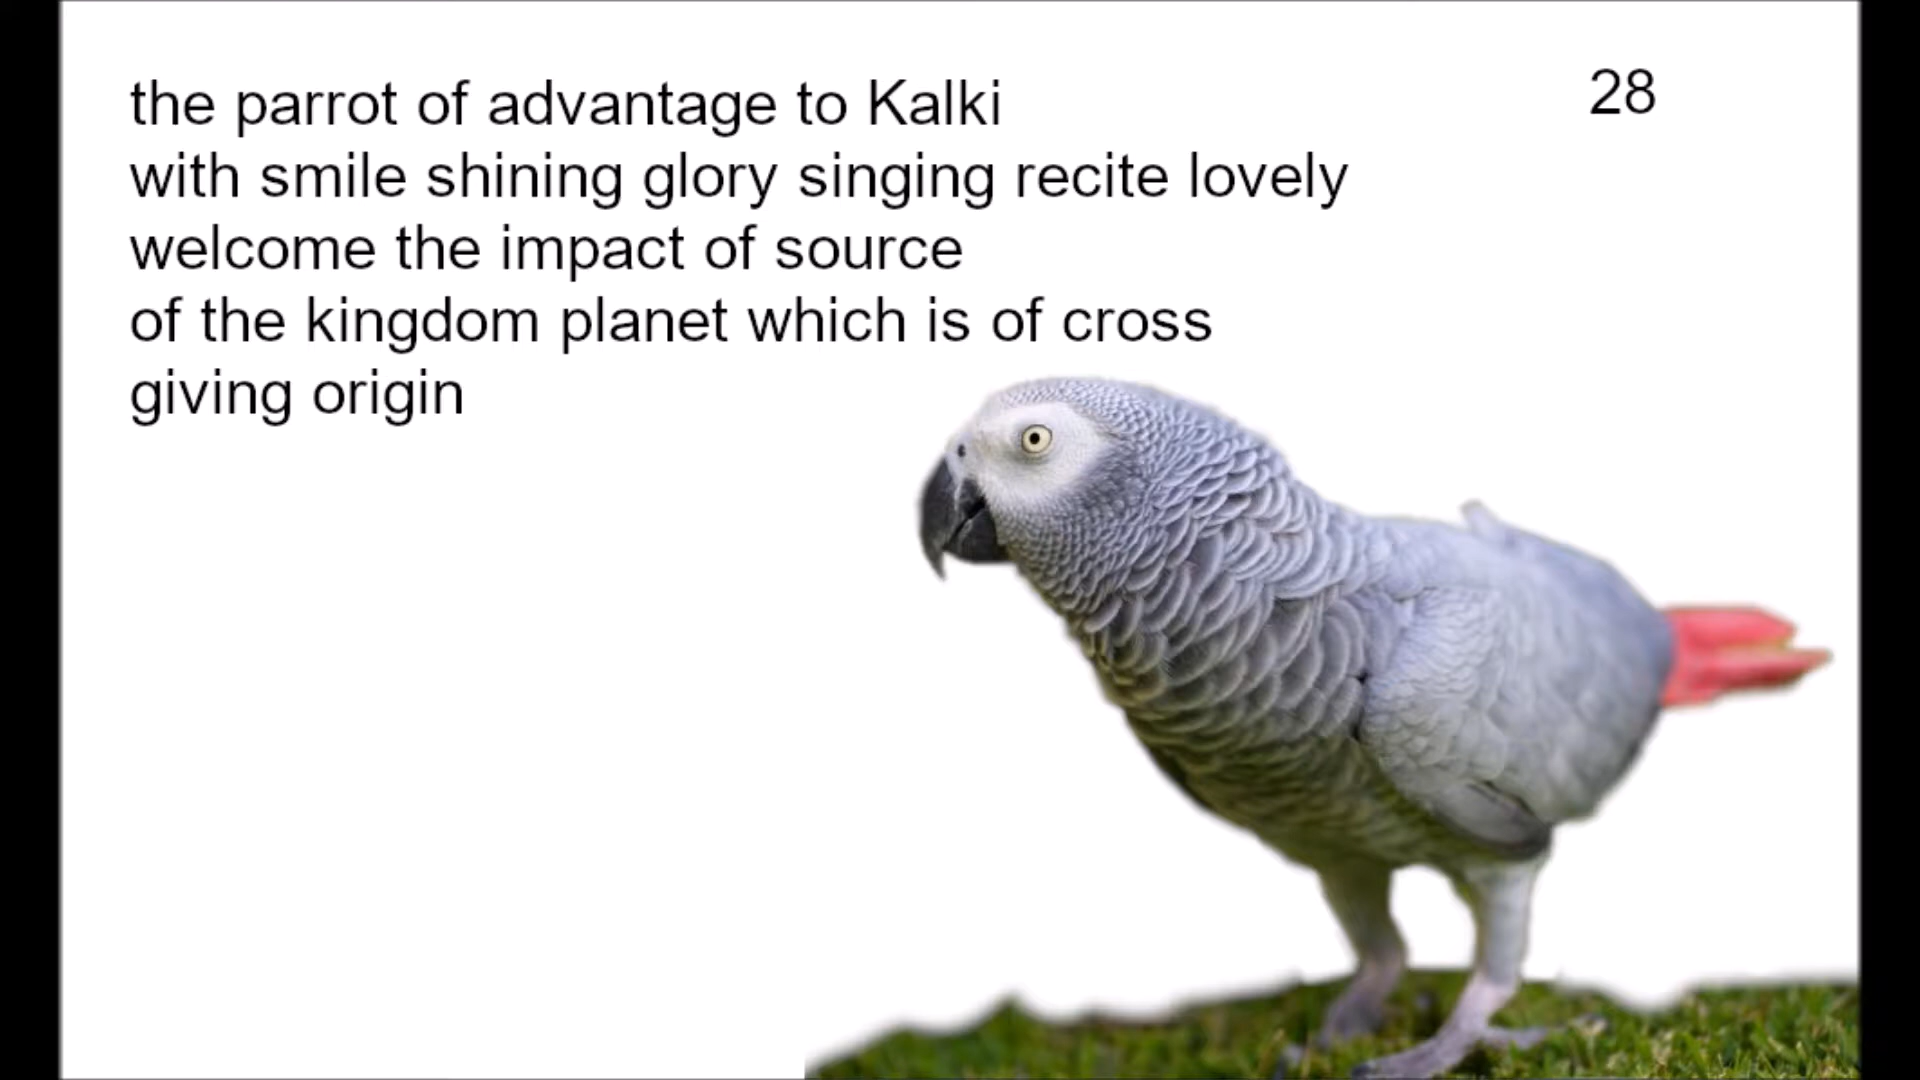 the parrot of advantage to Kalki
28
with smile shining glory singing recite lovely
welcome the impact of source
of the kingdom planet which is of cross
giving origin